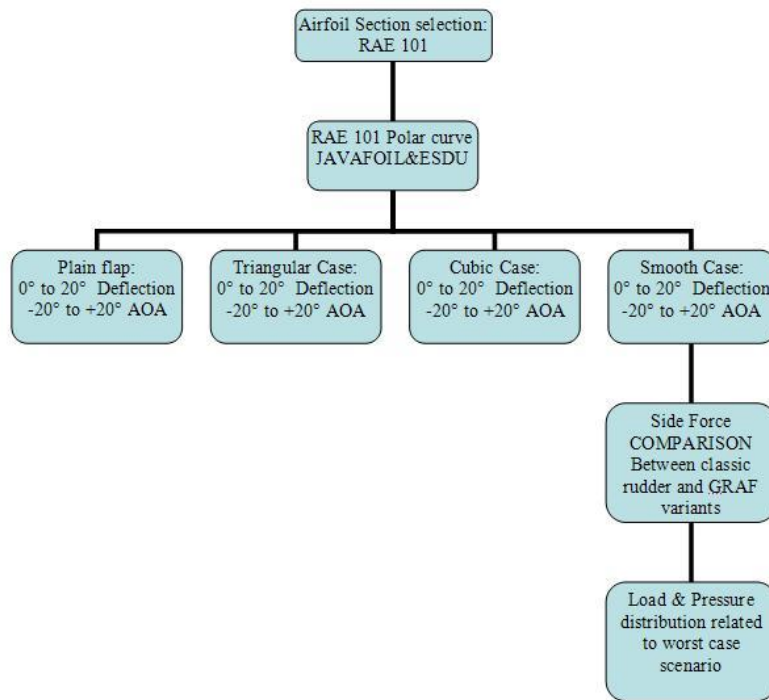 Airfoil Section selection:
RAE 101
RAE 101 Polar curve
JAVAFOIL&ESDU
Plain flap:
0° to 20° Deflection
-20° to +20° AOA
Triangular Case:
0° to 20° Deflection
-20° to +20° AOA
Cubic Case:
0° to 20° Deflection
-20° to +20° AOA
Smooth Case:
0° to 20° Deflection
-20° to +20° AOA
Side Force
COMPARISON
Between classic
rudder and GRAF
variants
Load & Pressure
distribution related
to worst case
scenario